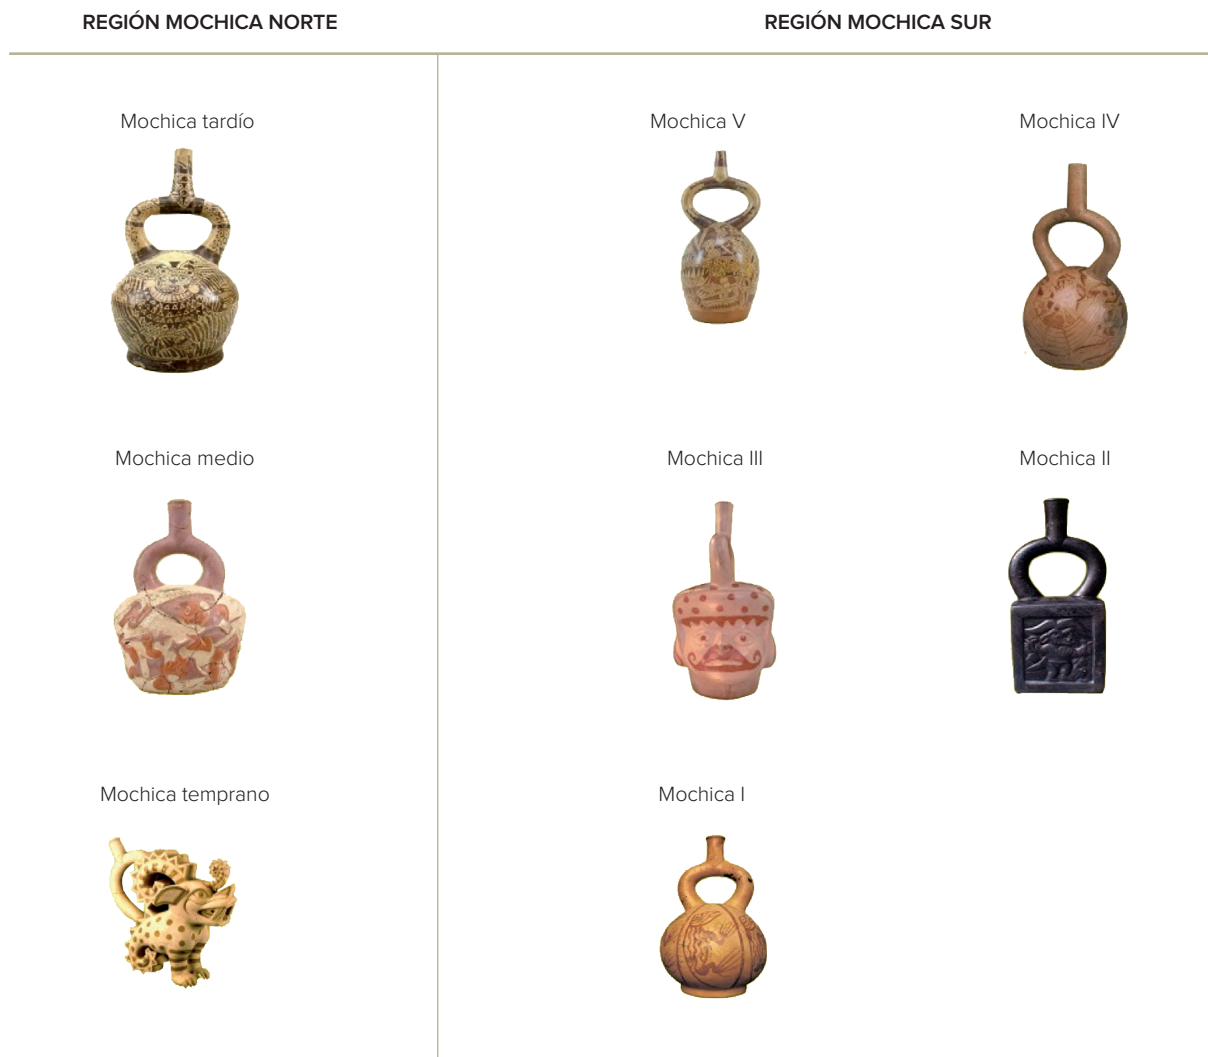 REGIÓN MOCHICA NORTE
REGIÓN MOCHICA SUR
Mochica tardío
Mochica V
Mochica IV
Mochica medio
Mochica III
Mochica II
Mochica temprano
Mochica I